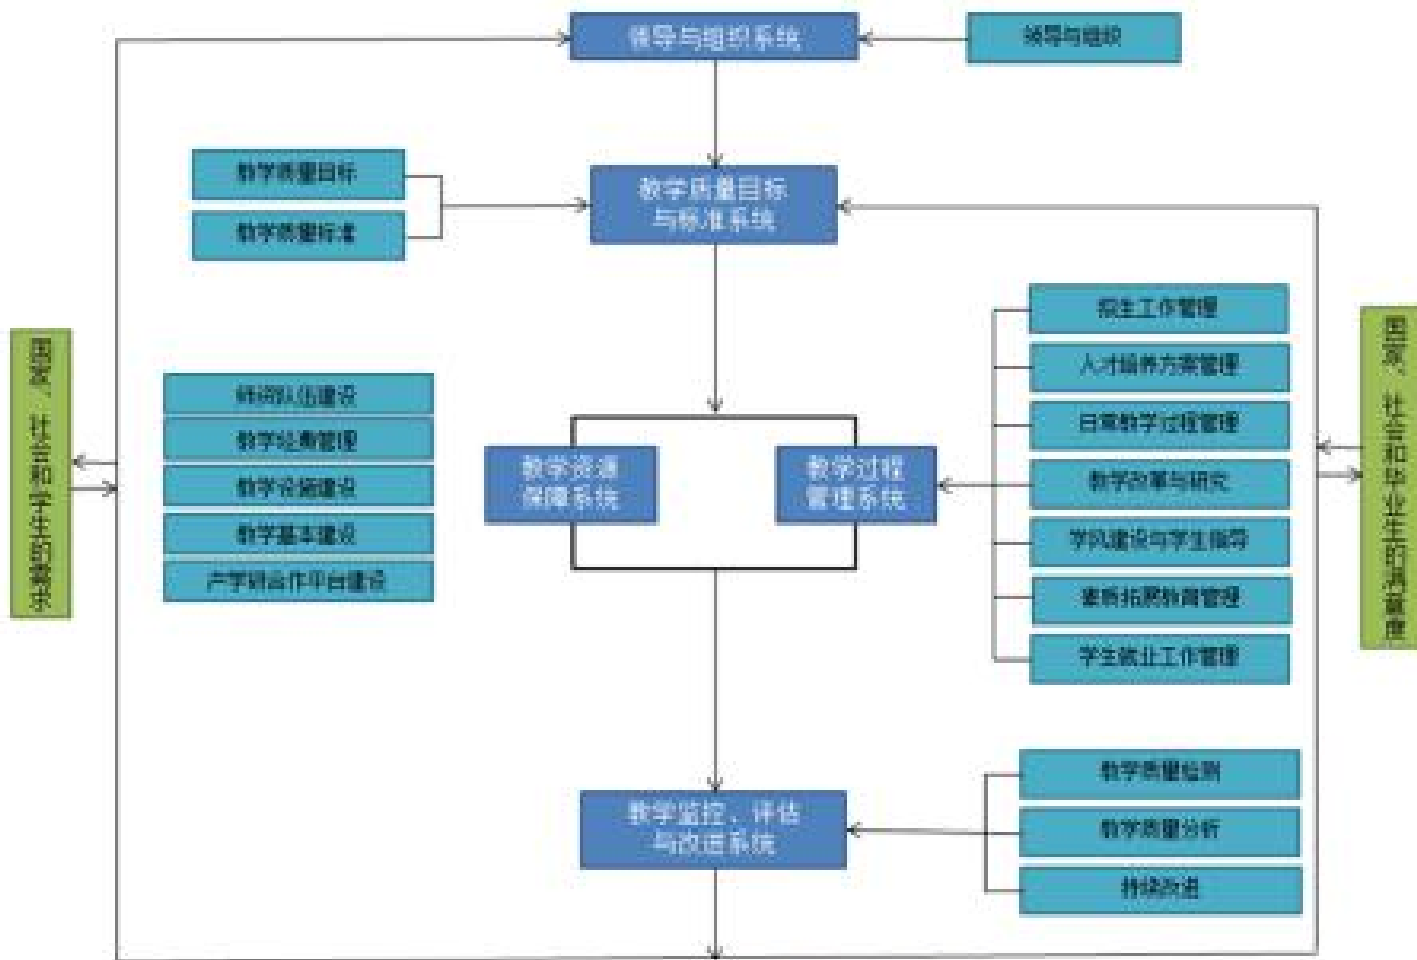 领导与组织系统
领导与组织
教学质量目标
教学质量标准
教学质量目标
与标准系统
招生工作管理
人才培养方案管理
日常教学过程管理
教学改革与研究
学风建设与学生指导
素质拓展教育管理
学生就业工作管理
师资队伍建设
教学经费管理
教学设施建设
教学基本建设
产学研合作平台建设
教学资源
保障系统
教学过程
管理系统
国家、社会和学生的
国家、社会和毕业生的满意度
教学监控、评估
与改进系统
教学质量检测
教学质量分析
持续改进